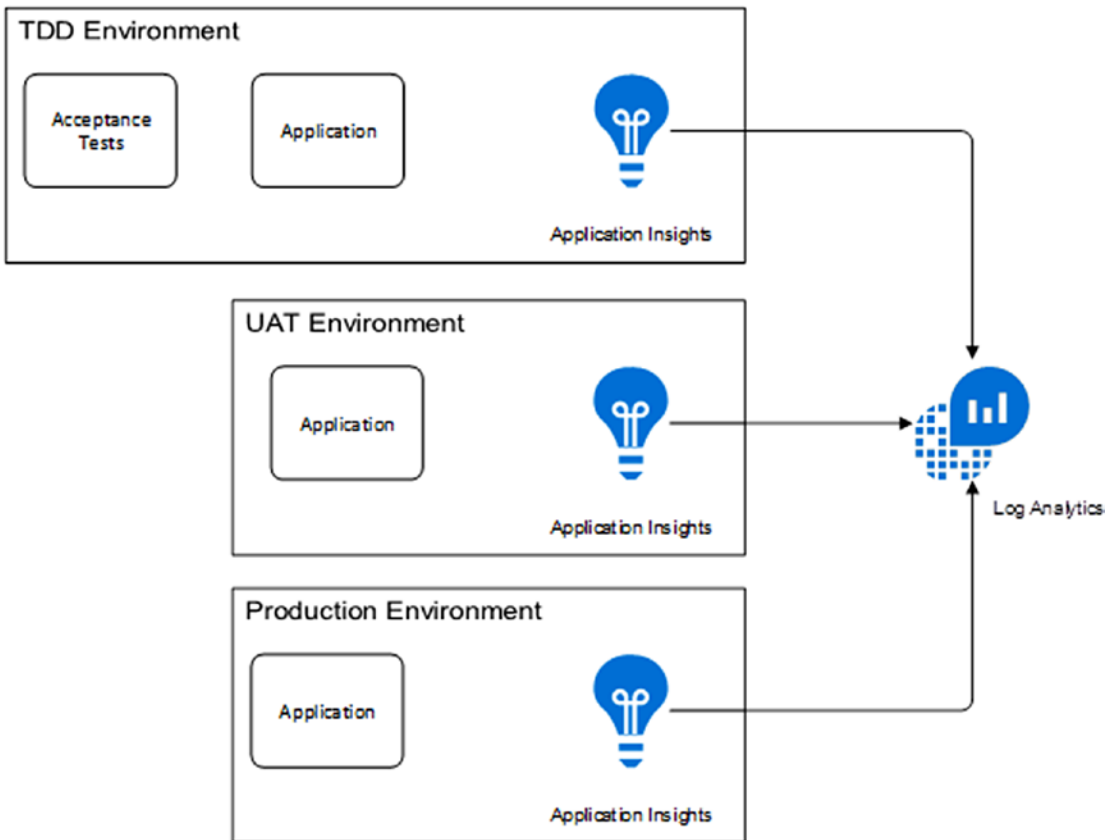 TDD Environment
Acceptance
Tests
Application
Application Insights
UAT Environment
Application
Application Insights
Log Analytics
Production Environment
Application
Application Insights